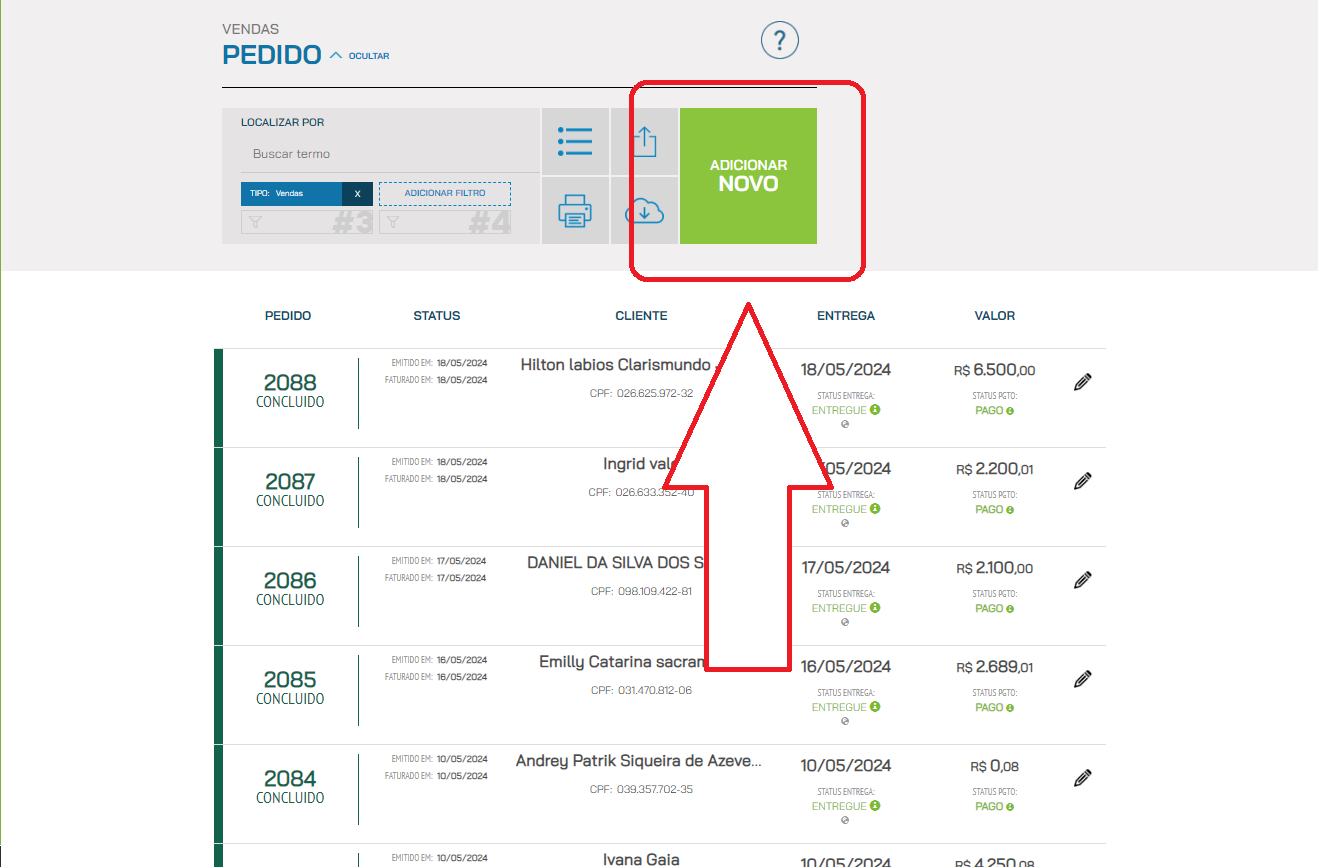 VENDAS
PEDIDO OCULTAR
?
LOCALIZAR POR
Buscar termo
TIPO: Vendas X ADICIONAR FILTRO
#3 #4
ADICIONAR
NOVO
PEDIDO STATUS CLIENTE ENTREGA VALOR
2088
CONCLUIDO
EMITIDO EM: 18/05/2024
FATURADO EM: 18/05/2024
Hilton labios Clarismundo
CPF: 026.625.972-32
18/05/2024
STATUS ENTREGA:
ENTREGUE
R$ 6.500,00
STATUS PGTO:
PAGO
2087
CONCLUIDO
EMITIDO EM: 18/05/2024
FATURADO EM: 18/05/2024
Ingrid
CPF: 026.633.352-40
/05/2024
STATUS ENTREGA:
ENTREGUE
R$ 2.200,01
STATUS PGTO:
PAGO
2086
CONCLUIDO
EMITIDO EM: 17/05/2024
FATURADO EM: 17/05/2024
DANIEL DA SILVA DOS S
CPF: 098.109.422-81
17/05/2024
STATUS ENTREGA:
ENTREGUE
R$ 2.100,00
STATUS PGTO:
PAGO
2085
CONCLUIDO
EMITIDO EM: 16/05/2024
FATURADO EM: 16/05/2024
Emilly Catarina sacram
CPF: 031.470.812-06
16/05/2024
STATUS ENTREGA:
ENTREGUE
R$ 2.689,01
STATUS PGTO:
PAGO
2084
CONCLUIDO
EMITIDO EM: 10/05/2024
FATURADO EM: 10/05/2024
Andrey Patrik Siqueira de Azeve...
CPF: 039.357.702-35
10/05/2024
STATUS ENTREGA:
ENTREGUE
R$ 0,08
STATUS PGTO:
PAGO
EMITIDO EM: 10/05/2024
Ivana Gaia
10/05/2024
R$ 4.250,08